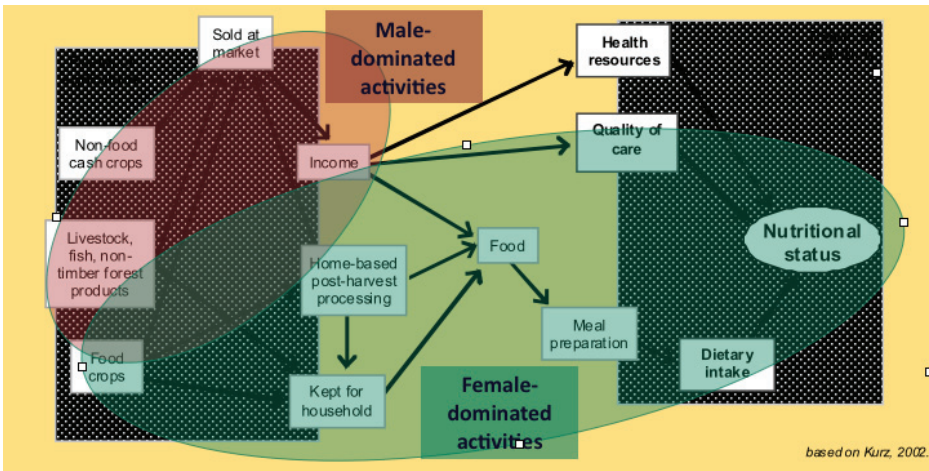 Sold at
market
Male-
dominated
activities
Health
resources
Non-food
cash crops
Income
Quality of
care
Livestock,
fish, non-
timber forest
products
Home-based
post-harvest
processing
Food
Nutritional
status
Food
crops
Kept for
household
Meal
preparation
Dietary
intake
Female-
dominated
activities
based on Kurz, 2002.